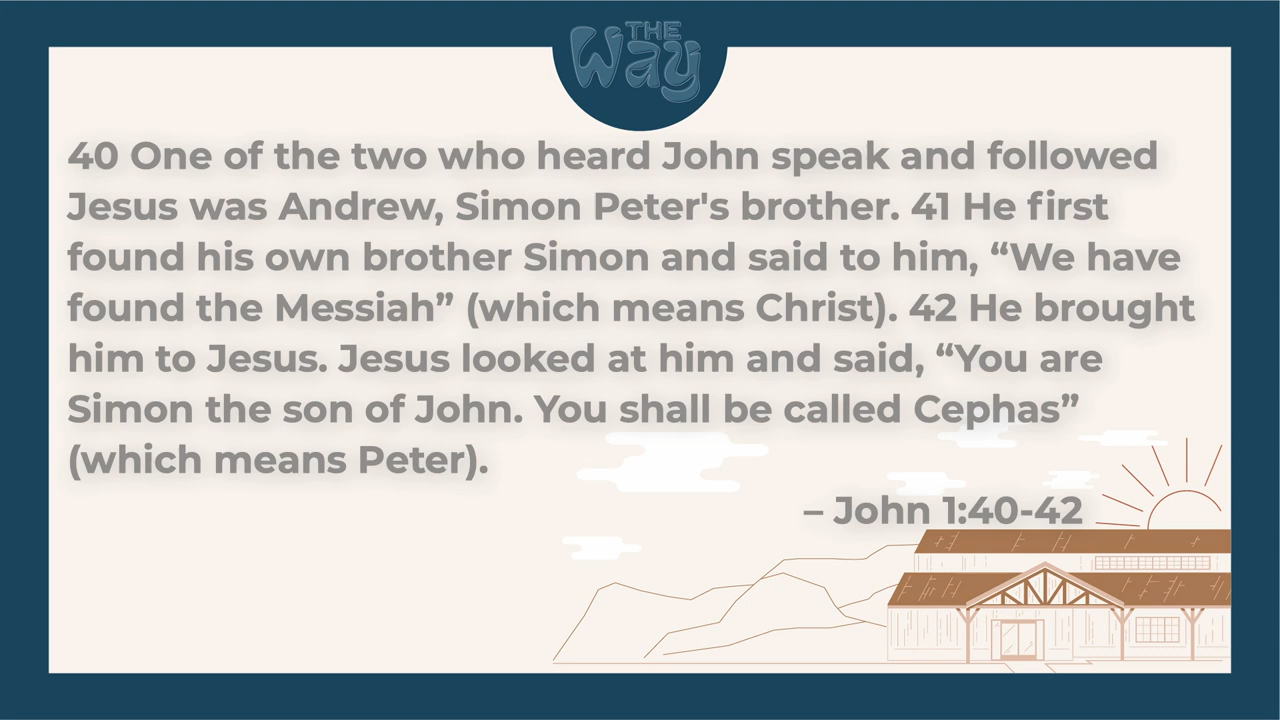 THE
Way
40 One of the two who heard John speak and followed
Jesus was Andrew, Simon Peter's brother. 41 He first
found his own brother Simon and said to him, “We have
found the Messiah” (which means Christ). 42 He brought
him to Jesus. Jesus looked at him and said, “You are
Simon the son of John. You shall be called Cephas”
(which means Peter).
– John 1:40-42